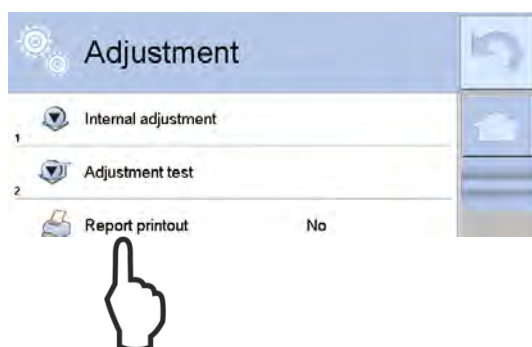 Adjustment
Internal adjustment
1
Adjustment test
2
Report printout No